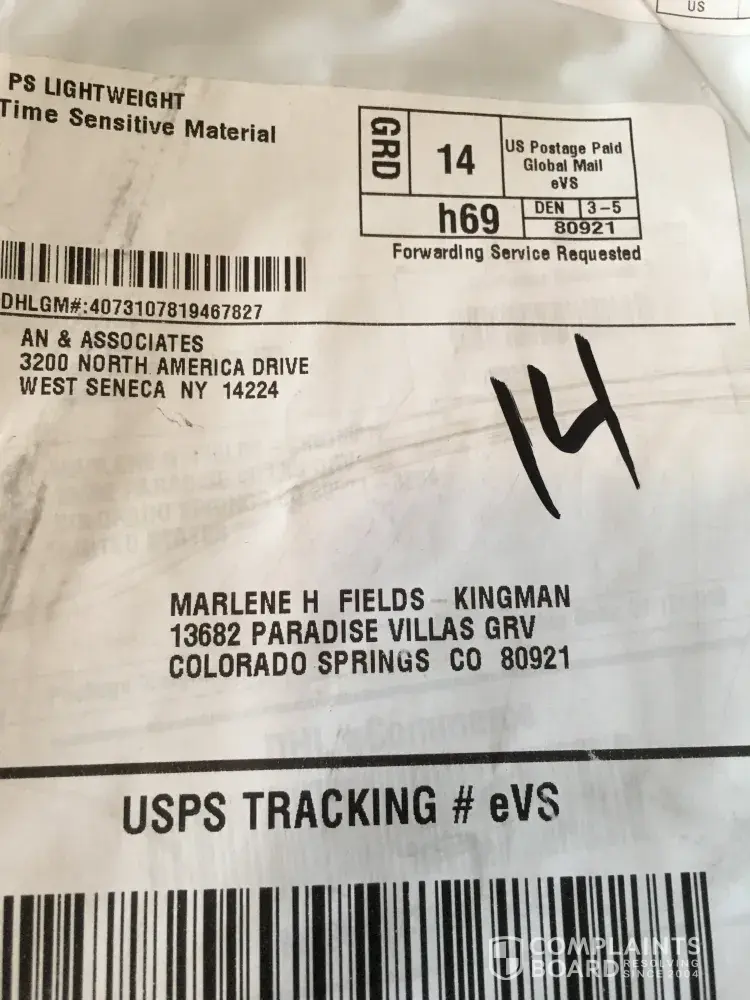 US
PS LIGHTWEIGHT
Time Sensitive Material
GRD
14
US Postage Paid
Global Mail
eVS
h69
DEN 3-5
80921
Forwarding Service Requested
DHLGM#:4073107819467827
AN & ASSOCIATES
3200 NORTH AMERICA DRIVE
WEST SENECA NY 14224
14
MARLENE H FIELDS - KINGMAN
13682 PARADISE VILLAS GRV
COLORADO SPRINGS CO 80921
USPS TRACKING # eVS
COMPLAINTS
BOARD RESOLVING
SINCE 2004